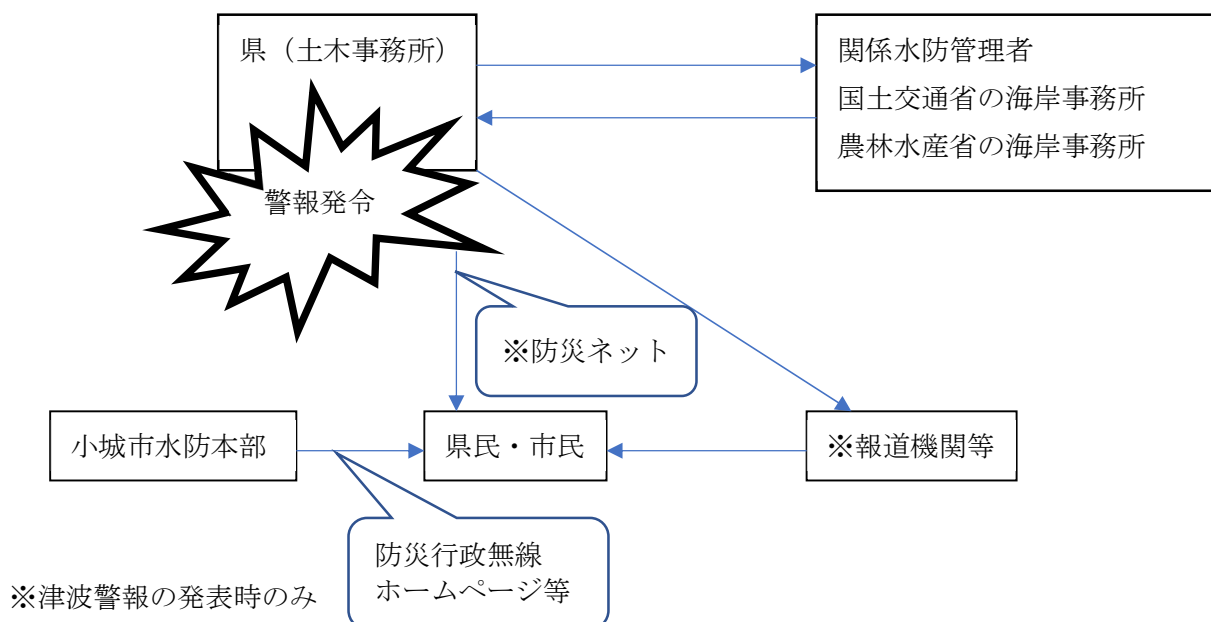 県（土木事務所）
関係水防管理者
国土交通省の海岸事務所
農林水産省の海岸事務所
警報発令
※防災ネット
小城市水防本部
県民・市民
※報道機関等
防災行政無線
ホームページ等
※津波警報の発表時のみ